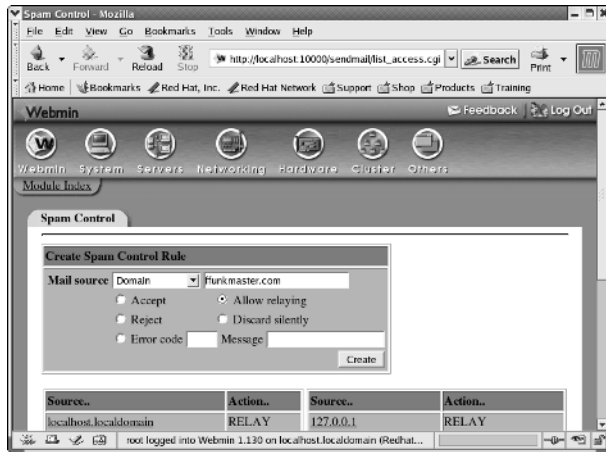 Spam Control - Mozilla
File Edit View Go Bookmarks Tools Window Help
Back Forward Reload Stop http://localhost:10000/sendmail/list_access.cgi Search Print
Home Bookmarks Red Hat, Inc. Red Hat Network Support Shop Products Training
Webmin Feedback Log Out
Webmin System Servers Networking Hardware Cluster Others
Module Index
Spam Control
Create Spam Control Rule
Mail source Domain ffunkmaster.com
Accept Allow relaying
Reject Discard silently
Error code Message
Create
Source.. Action.. Source.. Action..
localhost.localdomain RELAY 127.0.0.1 RELAY
root logged into Webmin 1.130 on localhost.localdomain (Redhat...